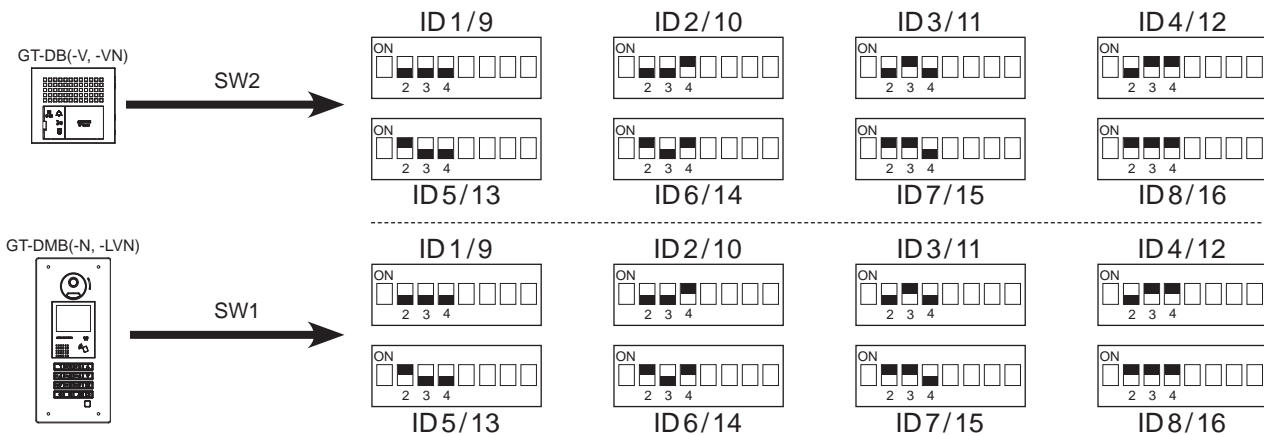 ID1/9 ID2/10 ID3/11 ID4/12
GT-DB(-V, -VN)
SW2
ON ON ON ON
2 3 4 2 3 4 2 3 4 2 3 4
ON ON ON ON
2 3 4 2 3 4 2 3 4 2 3 4
ID5/13 ID6/14 ID7/15 ID8/16
GT-DMB(-N, -LVN)
ID1/9 ID2/10 ID3/11 ID4/12
SW1
ON ON ON ON
2 3 4 2 3 4 2 3 4 2 3 4
ON ON ON ON
2 3 4 2 3 4 2 3 4 2 3 4
ID5/13 ID6/14 ID7/15 ID8/16